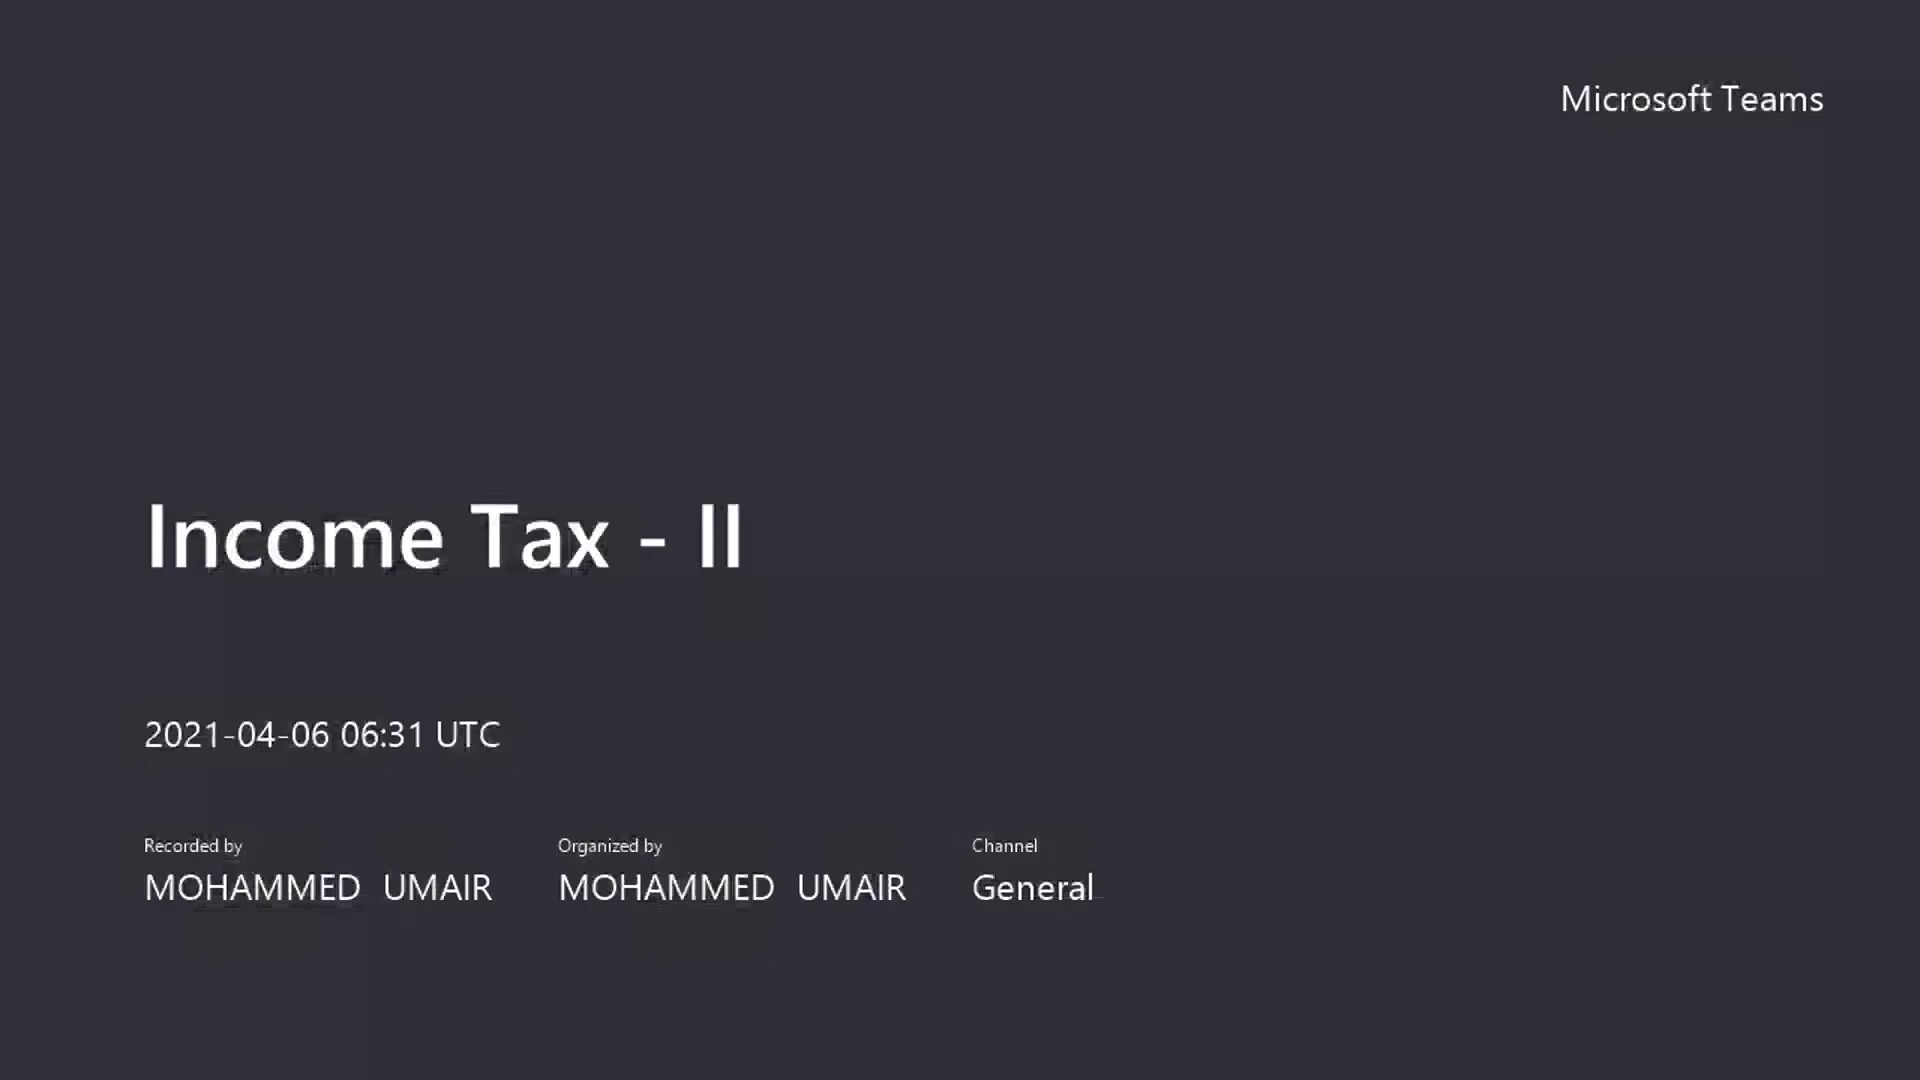 Microsoft Teams
Income Tax - II
2021-04-06 06:31 UTC
Recorded by
MOHAMMED UMAIR
Organized by
MOHAMMED UMAIR
Channel
General